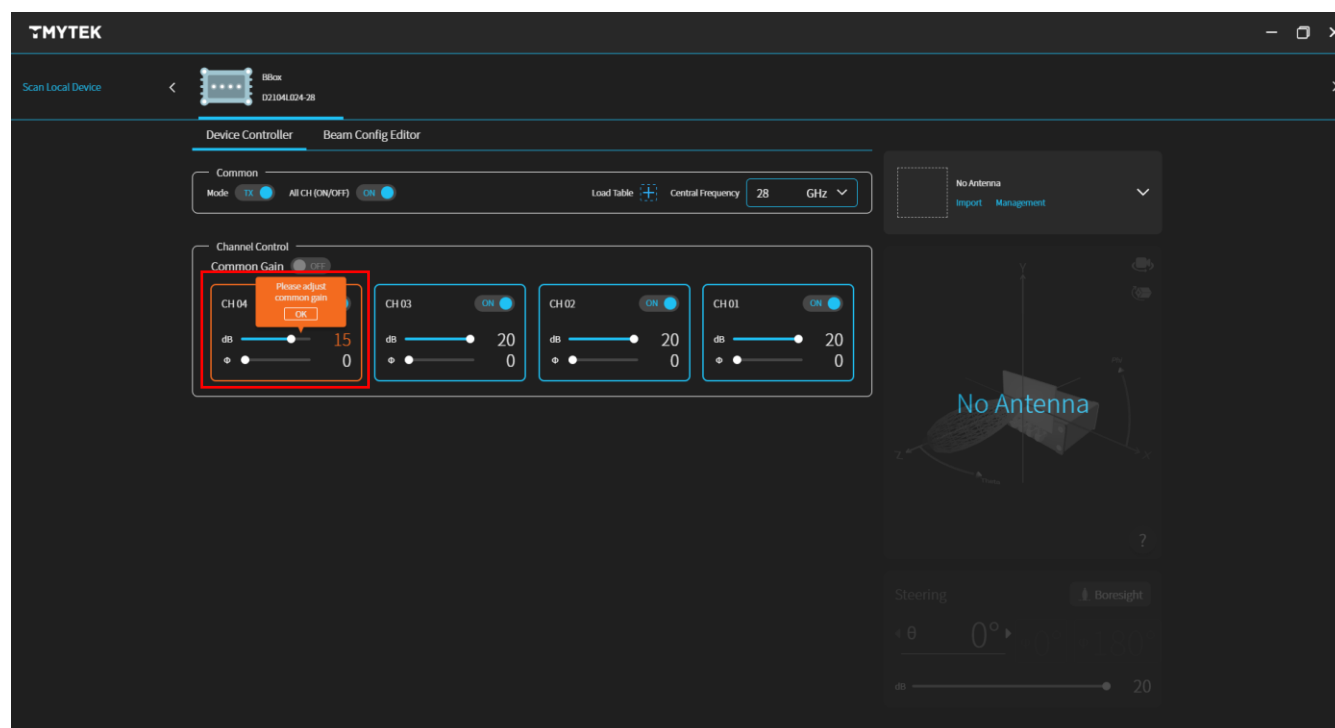 TMYTEK
Scan Local Device
BBox
D2104L024-28
Device Controller Beam Config Editor
Common
Mode TX All CH (ON/OFF) ON Load Table Central Frequency 28 GHz
No Antenna
Import Management
Channel Control
Common Gain OFF
Please adjust
common gain
OK
CH 04
dB 15
Φ 0
CH 03 ON
dB 20
Φ 0
CH 02 ON
dB 20
Φ 0
CH 01 ON
dB 20
Φ 0
Y
No Antenna
Z
X
?
Steering Boresight
θ 0°
dB 20